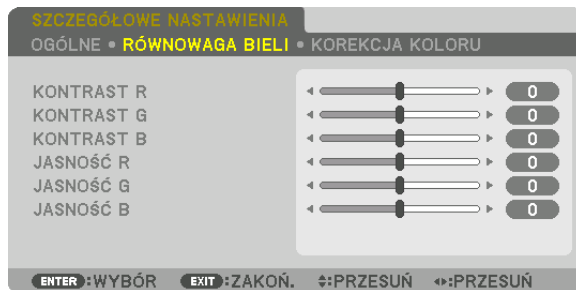 SZCZEGÓŁOWE NASTAWIENIA
OGÓLNE • RÓWNOWAGA BIELI • KOREKCJA KOLORU
KONTRAST R 0
KONTRAST G 0
KONTRAST B 0
JASNOŚĆ R 0
JASNOŚĆ G 0
JASNOŚĆ B 0
ENTER :WYBÓR EXIT :ZAKOŃ. :PRZESUŃ :PRZESUŃ